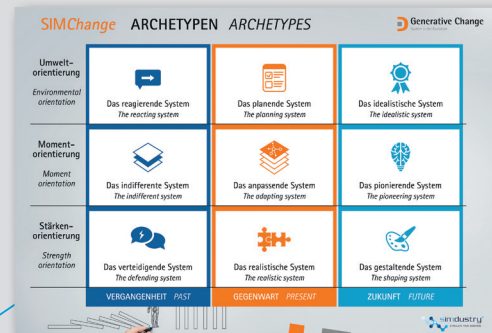 SIMChange ARCHETYPEN ARCHETYPES
Generative Change
Umwelt-
orientierung
Environmental
orientation
Das reagierende System
The reacting system
Das planende System
The planning system
Das idealistische System
The idealistic system
Moment-
orientierung
Moment
orientation
Das indifferente System
The indifferent system
Das anpassende System
The adapting system
Das pionierende System
The pioneering system
Stärken-
orientierung
Strength
orientation
Das verteidigende System
The defending system
Das realistische System
The realistic system
Das gestaltende System
The shaping system
VERGANGENHEIT PAST
GEGENWART PRESENT
ZUKUNFT FUTURE
simdustry